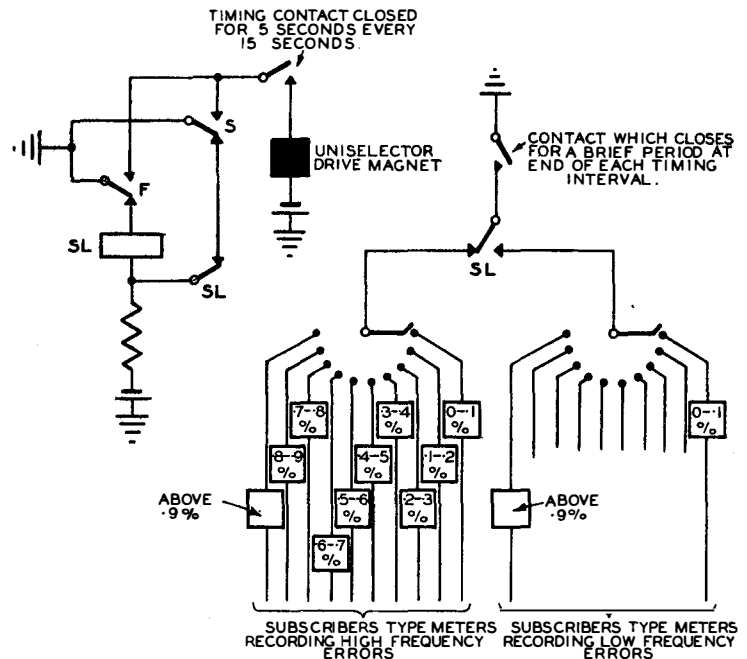 TIMING CONTACT CLOSED
FOR 5 SECONDS EVERY
15 SECONDS.
S
F
SL
SL
UNISELECTOR
DRIVE MAGNET
CONTACT WHICH CLOSES
FOR A BRIEF PERIOD AT
END OF EACH TIMING
INTERVAL.
SL
.7-.8
%
.3-.4
%
0-.1
%
0-.1
%
.8-.9
%
.4-.5
%
.1-.2
%
ABOVE
.9%
.5-.6
%
.2-.3
%
ABOVE
.9%
.6-.7
%
SUBSCRIBERS TYPE METERS
RECORDING HIGH FREQUENCY
ERRORS
SUBSCRIBERS TYPE METERS
RECORDING LOW FREQUENCY
ERRORS